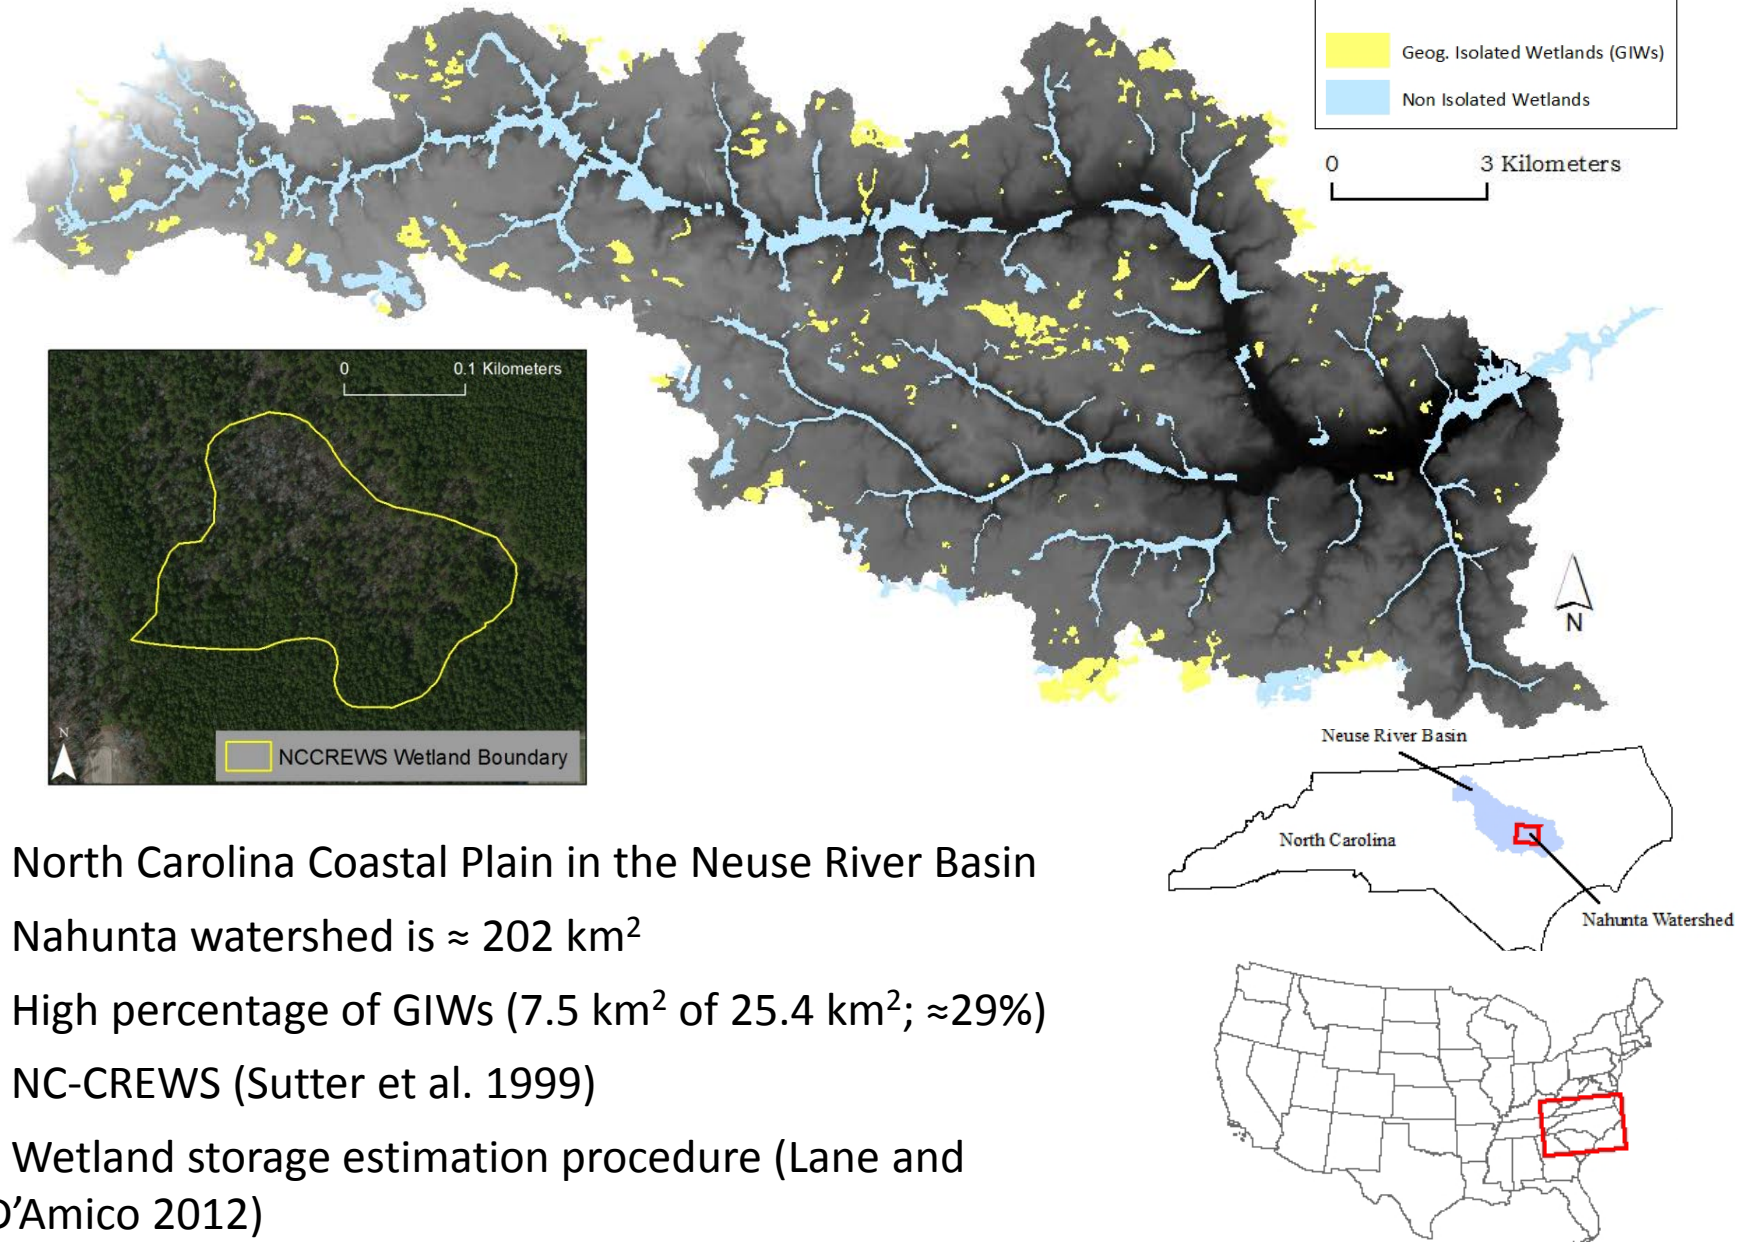 Geog. Isolated Wetlands (GIWs)
Non Isolated Wetlands
0 3 Kilometers
0 0.1 Kilometers
N
N
NCCREWS Wetland Boundary
Neuse River Basin
North Carolina
Nahunta Watershed
North Carolina Coastal Plain in the Neuse River Basin
Nahunta watershed is ≈ 202 km²
High percentage of GIWs (7.5 km² of 25.4 km²; ≈29%)
NC-CREWS (Sutter et al. 1999)
Wetland storage estimation procedure (Lane and
D’Amico 2012)